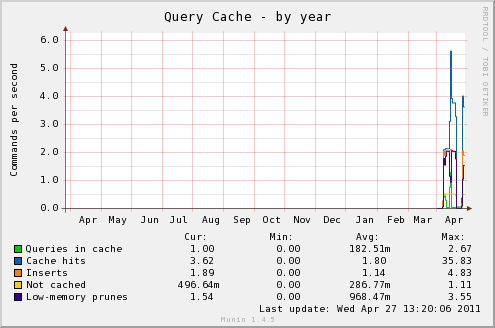 Query Cache - by year
RRDTOOL / TOBI OETIKER
Commands per second
6.0
5.0
4.0
3.0
2.0
1.0
0.0
Apr May Jun Jul Aug Sep Oct Nov Dec Jan Feb Mar Apr
Cur: Min: Avg: Max:
Queries in cache 1.00 0.00 182.51m 2.67
Cache hits 3.62 0.00 1.80 35.83
Inserts 1.89 0.00 1.14 4.83
Not cached 496.64m 0.00 286.77m 1.11
Low-memory prunes 1.54 0.00 968.47m 3.55
Last update: Wed Apr 27 13:20:06 2011
Munin 1.4.5